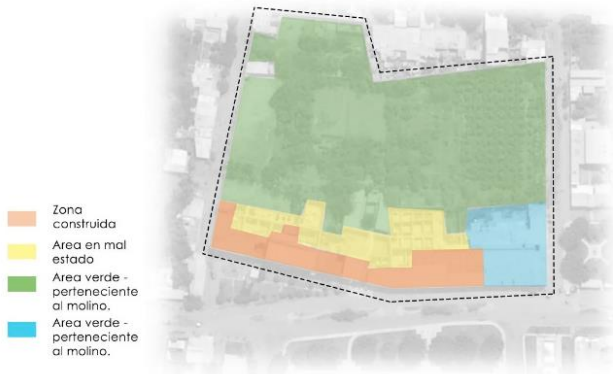 Zona
construida
Area en mal
estado
Area verde -
perteneciente
al molino.
Area verde -
perteneciente
al molino.